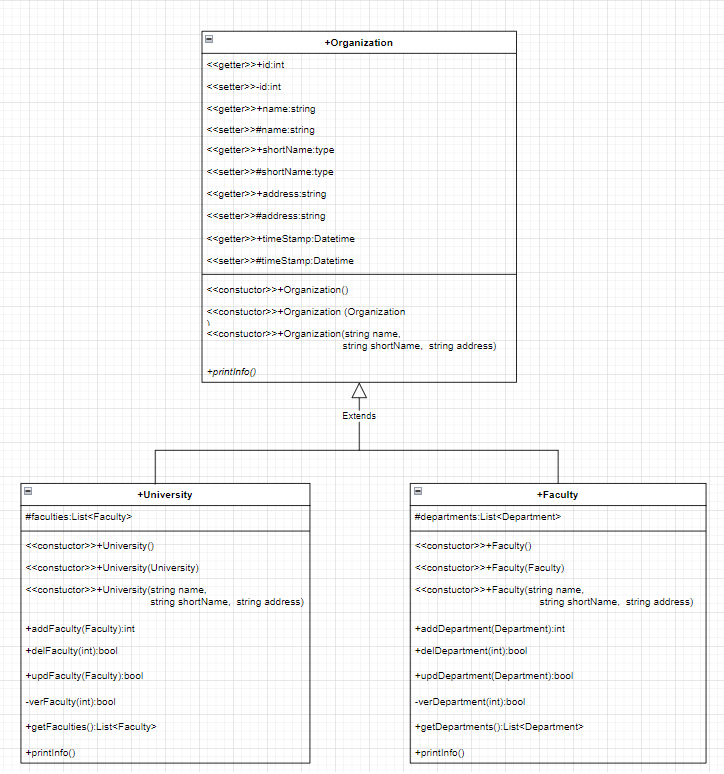 +Organization
<<getter>>+id:int
<<setter>>-id:int
<<getter>>+name:string
<<setter>>#name:string
<<getter>>+shortName:type
<<setter>>#shortName:type
<<getter>>+address:string
<<setter>>#address:string
<<getter>>+timeStamp:Datetime
<<setter>>#timeStamp:Datetime
<<constuctor>>+Organization()
<<constuctor>>+Organization (Organization
)
<<constuctor>>+Organization(string name,
string shortName, string address)
+printInfo()
Extends
+University
#faculties:List<Faculty>
<<constuctor>>+University()
<<constuctor>>+University(University)
<<constuctor>>+University(string name,
string shortName, string address)
+addFaculty(Faculty):int
+delFaculty(int):bool
+updFaculty(Faculty):bool
-verFaculty(int):bool
+getFaculties():List<Faculty>
+printInfo()
+Faculty
#departments:List<Department>
<<constuctor>>+Faculty()
<<constuctor>>+Faculty(Faculty)
<<constuctor>>+Faculty(string name,
string shortName, string address)
+addDepartment(Department):int
+delDepartment(int):bool
+updDepartment(Department):bool
-verDepartment(int):bool
+getDepartments():List<Department>
+printInfo()